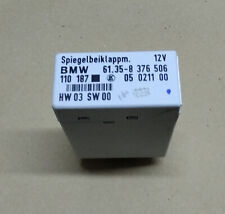 Spiegelbeiklappm. 12V
BMW 61.35-8 376 506
110 187 05 0211 00
HW 03 SW 00